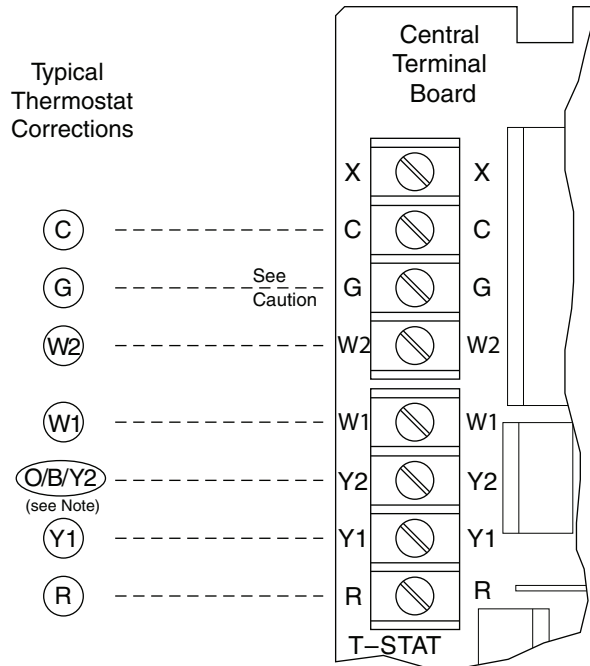 Typical
Thermostat
Corrections
Central
Terminal
Board
X X
C C C
G See Caution G G
W2 W2 W2
W1 W1 W1
O/B/Y2 Y2 Y2
(see Note)
Y1 Y1 Y1
R R R
T–STAT